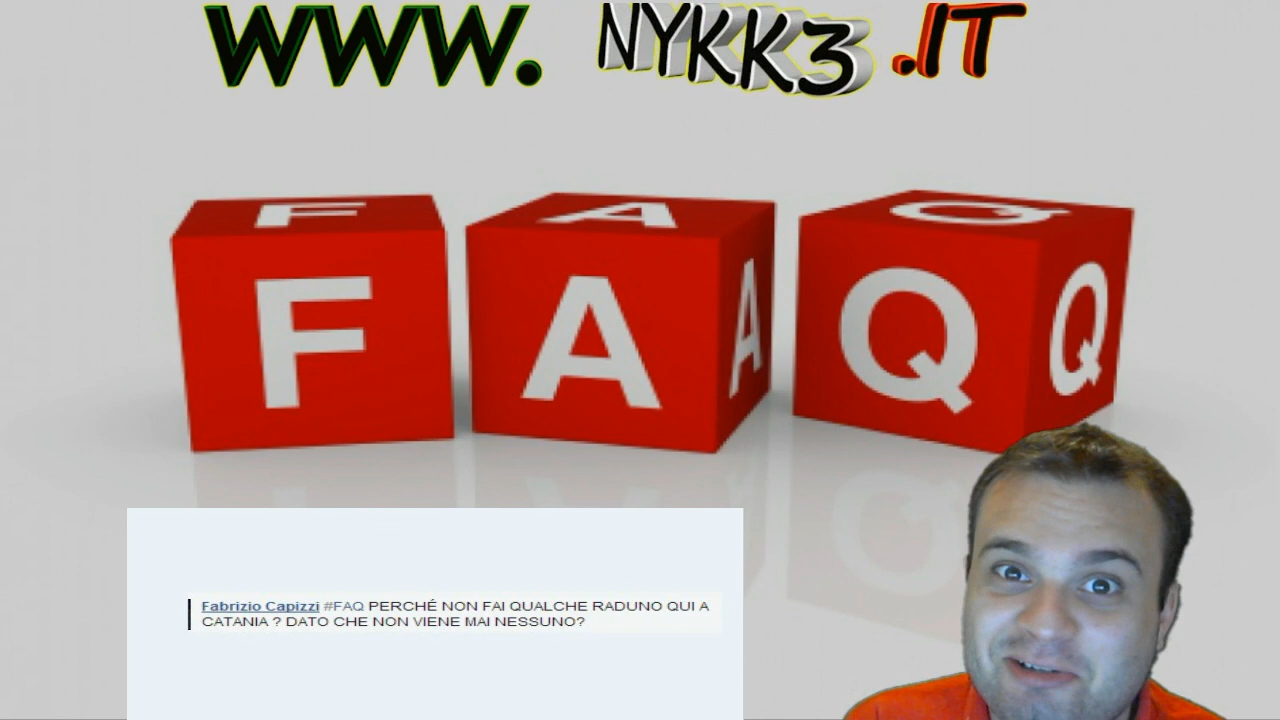 WWW. NYKK3 .IT
F A Q
F A A Q Q
Fabrizio Capizzi #FAQ PERCHÉ NON FAI QUALCHE RADUNO QUI A
CATANIA ? DATO CHE NON VIENE MAI NESSUNO?